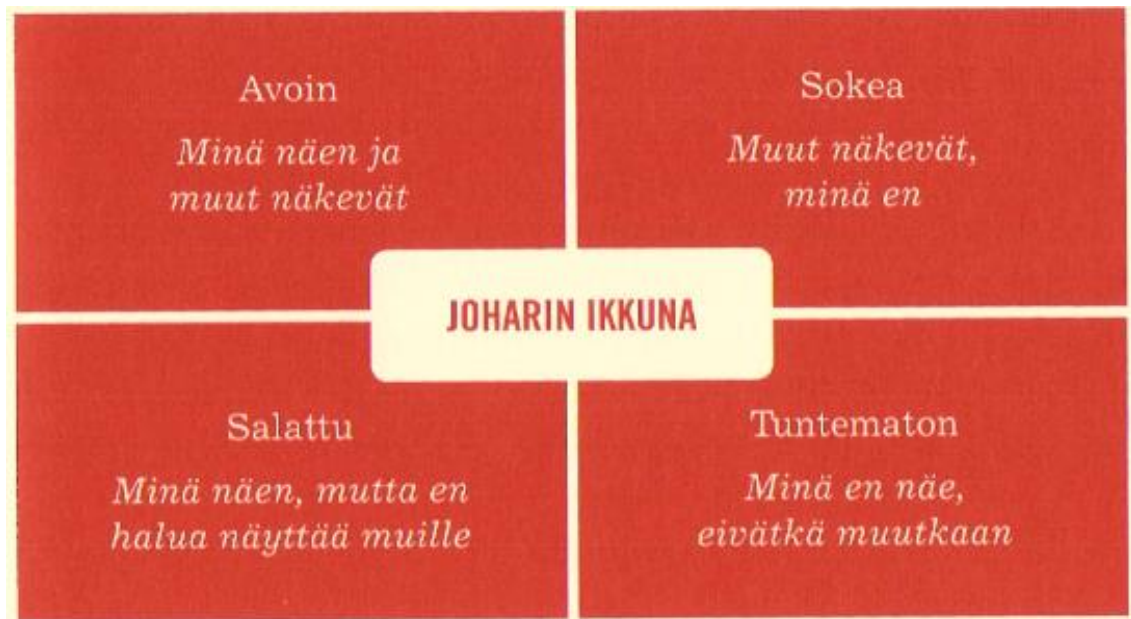 Avoin
Minä näen ja
muut näkevät
Sokea
Muut näkevät,
minä en
JOHARIN IKKUNA
Salattu
Minä näen, mutta en
halua näyttää muille
Tuntematon
Minä en näe,
eivätkä muutkaan